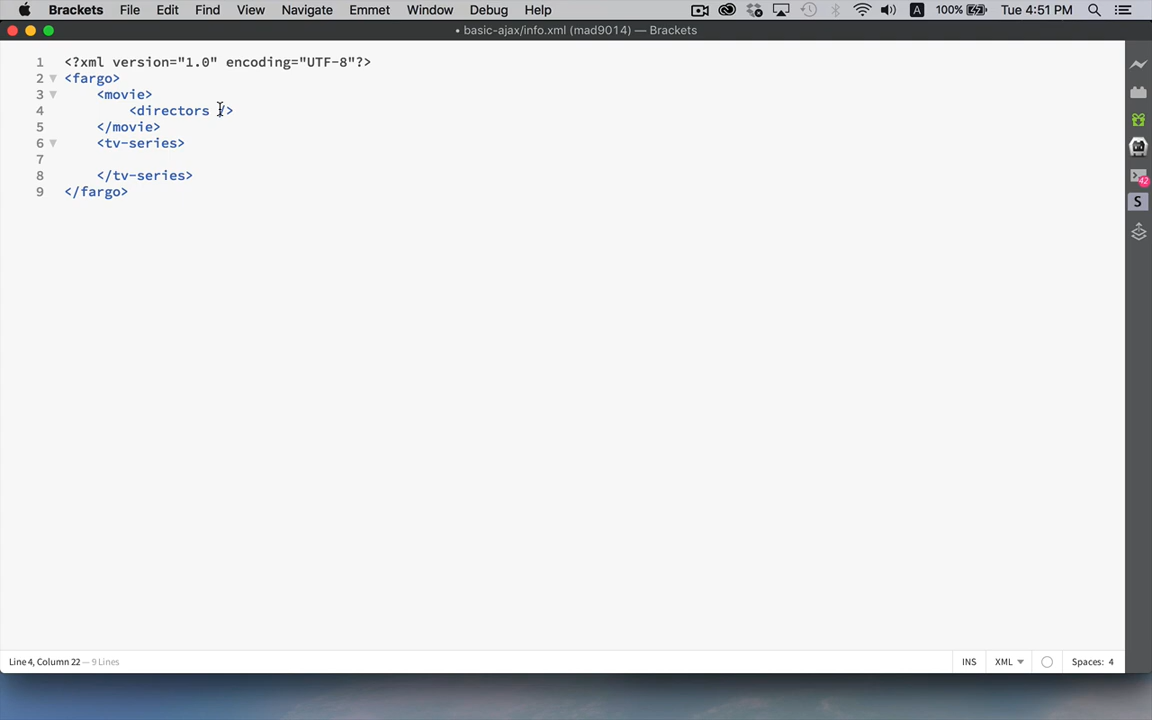 Brackets File Edit Find View Navigate Emmet Window Debug Help A 100% Tue 4:51 PM
• basic-ajax/info.xml (mad9014) — Brackets
1 <?xml version="1.0" encoding="UTF-8"?>
2 <fargo>
3 <movie>
4 <directors />
5 </movie>
6 <tv-series>
7
8 </tv-series>
9 </fargo>
42
S
Line 4, Column 22 — 9 Lines INS XML Spaces: 4